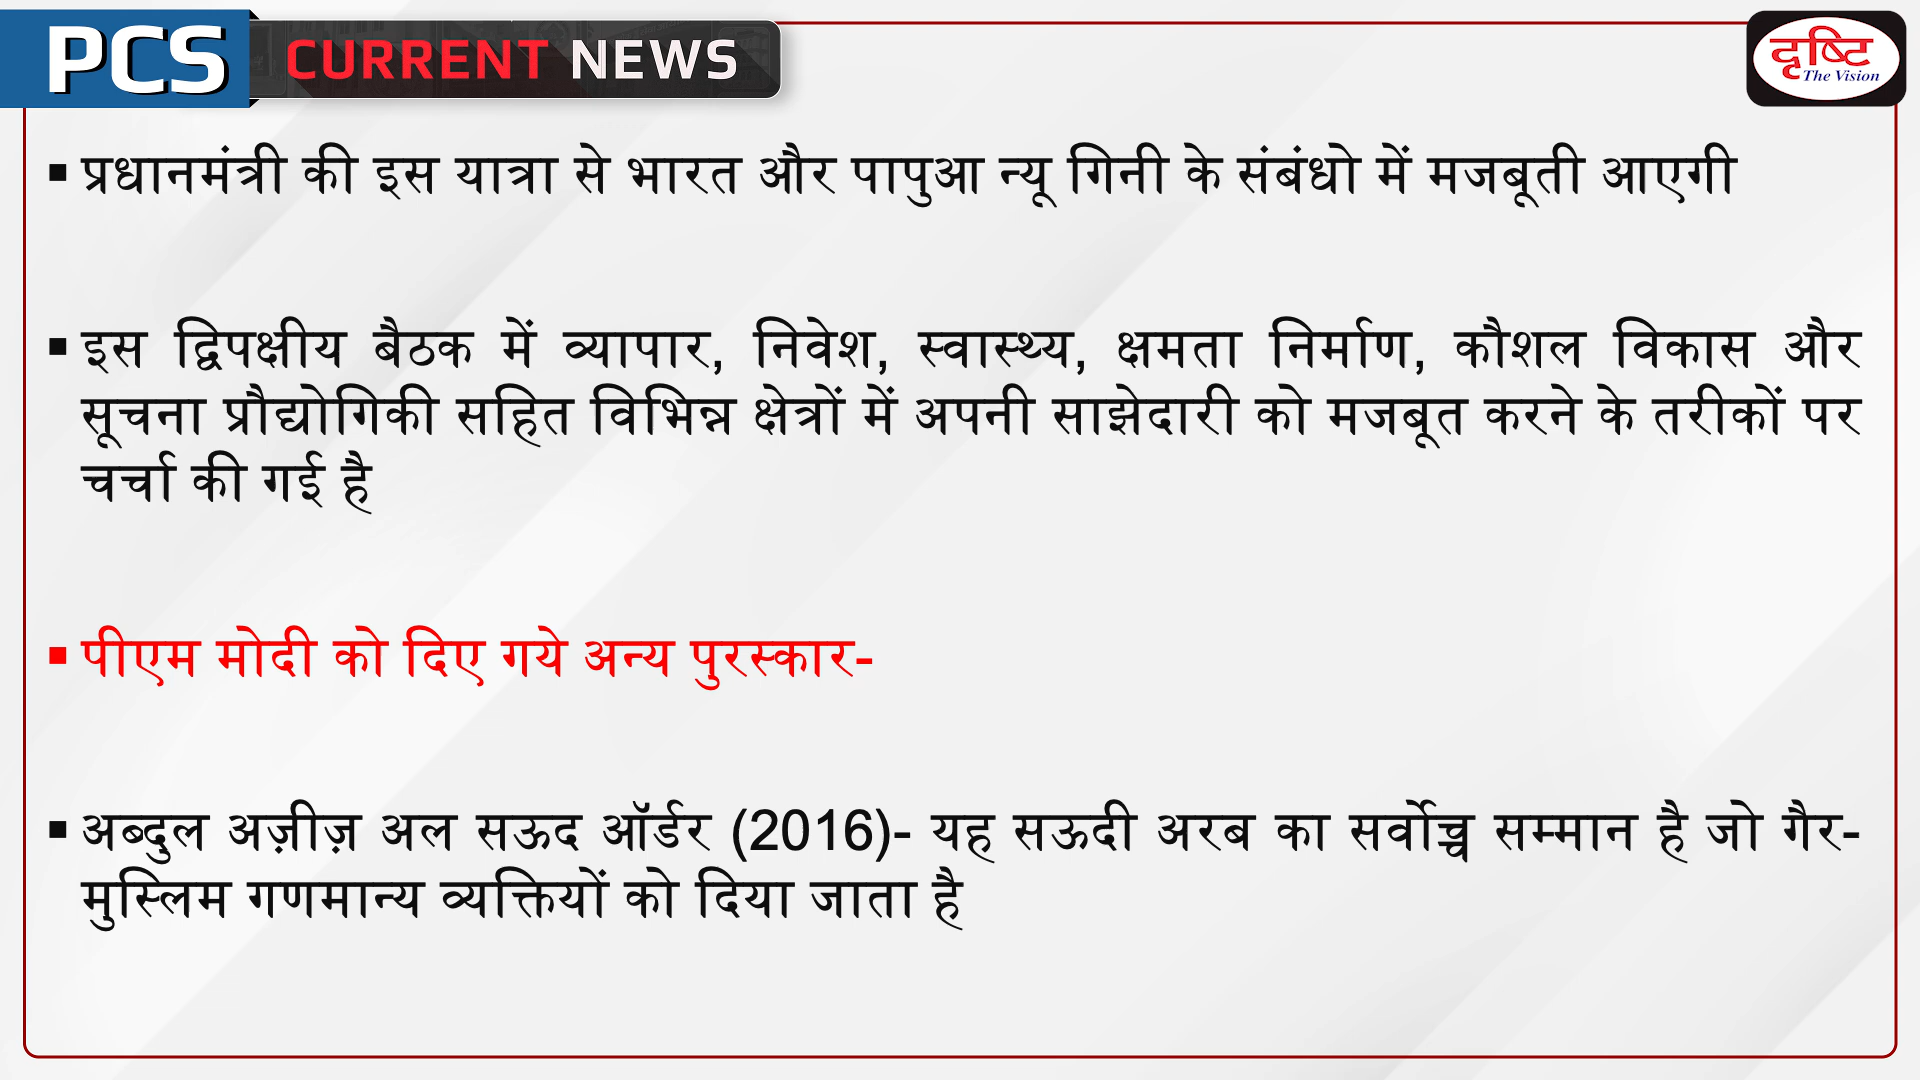 PCS CURRENT NEWS
दृष्टि
The Vision
▪ प्रधानमंत्री की इस यात्रा से भारत और पापुआ न्यू गिनी के संबंधो में मजबूती आएगी
▪ इस द्विपक्षीय बैठक में व्यापार, निवेश, स्वास्थ्य, क्षमता निर्माण, कौशल विकास और
सूचना प्रौद्योगिकी सहित विभिन्न क्षेत्रों में अपनी साझेदारी को मजबूत करने के तरीकों पर
चर्चा की गई है
▪ पीएम मोदी को दिए गये अन्य पुरस्कार-
▪ अब्दुल अज़ीज़ अल सऊद ऑर्डर (2016)- यह सऊदी अरब का सर्वोच्च सम्मान है जो गैर-
मुस्लिम गणमान्य व्यक्तियों को दिया जाता है